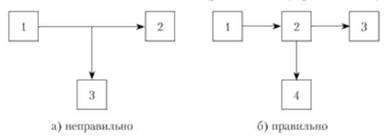 1 2 1 2 3
3 4
а) неправильно б) правильно